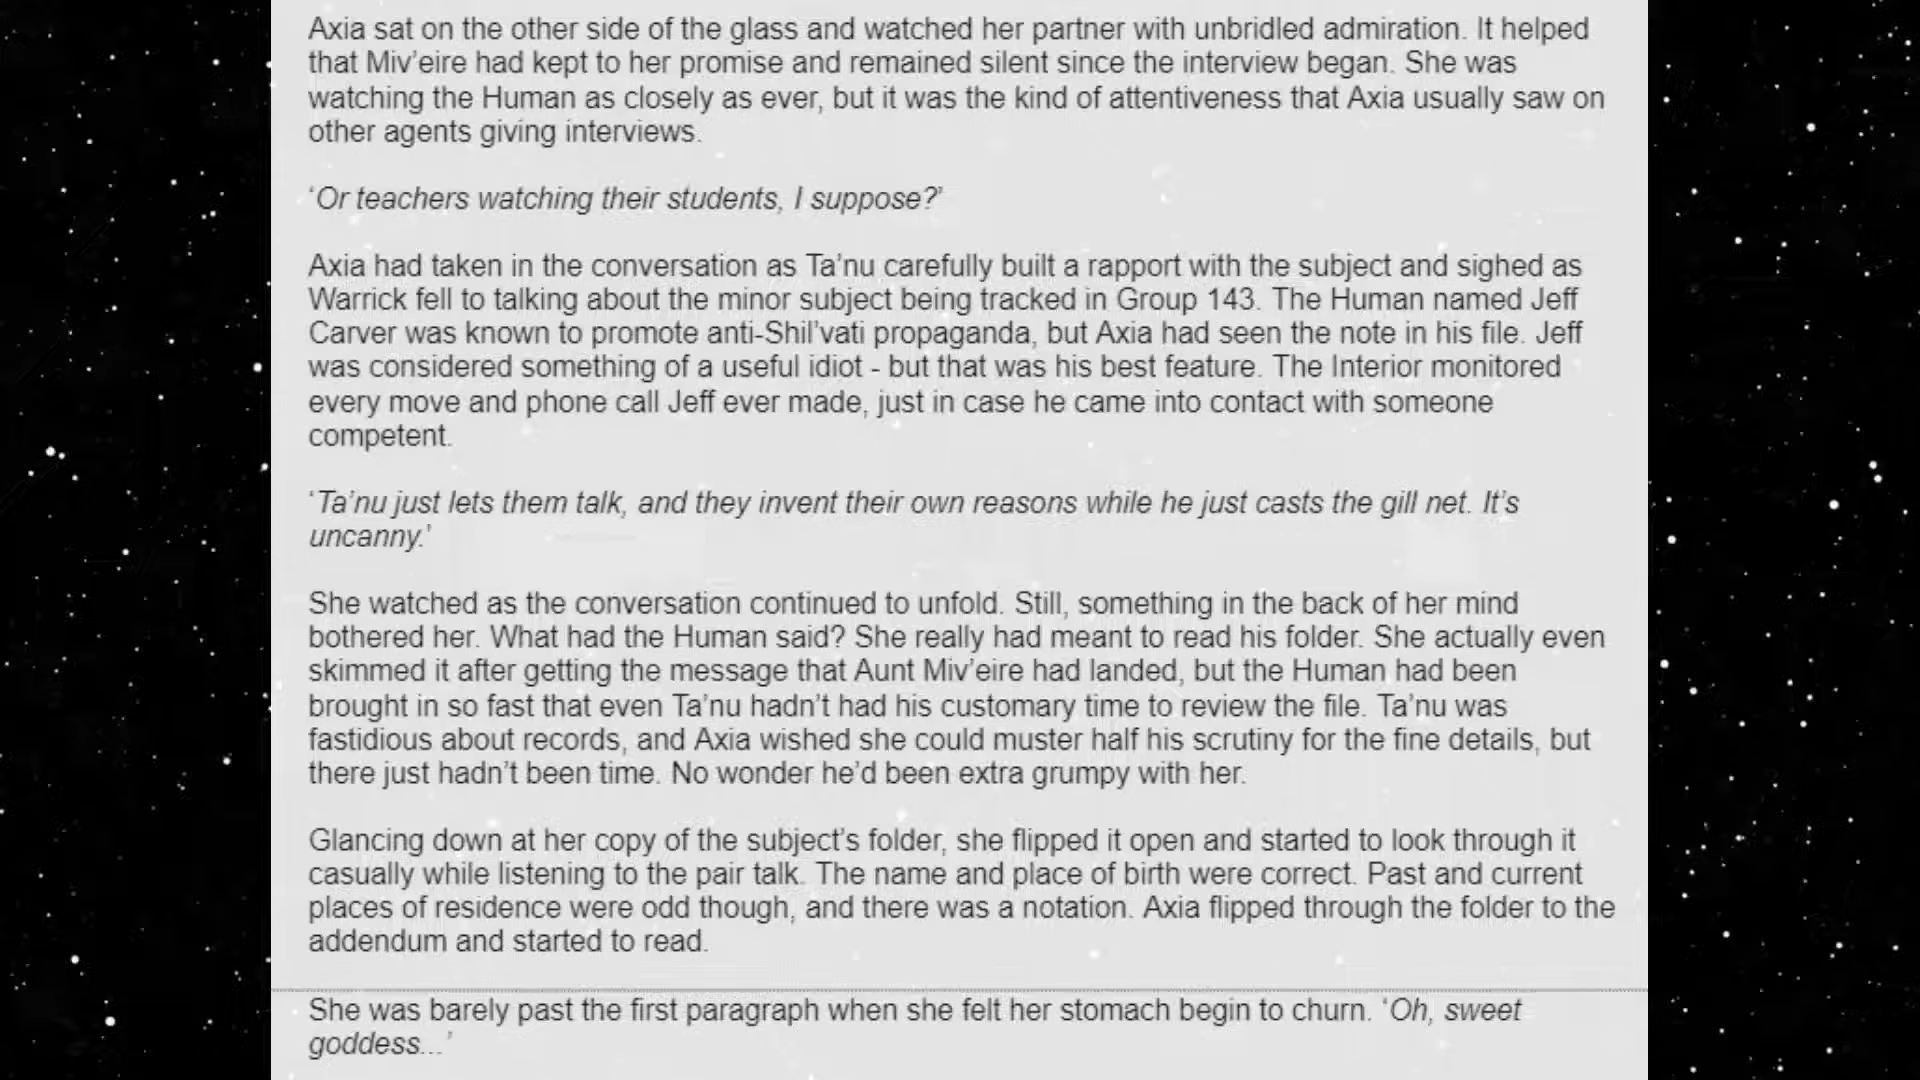 Axia sat on the other side of the glass and watched her partner with unbridled admiration. It helped
that Miv’eire had kept to her promise and remained silent since the interview began. She was
watching the Human as closely as ever, but it was the kind of attentiveness that Axia usually saw on
other agents giving interviews.
‘Or teachers watching their students, I suppose?’
Axia had taken in the conversation as Ta’nu carefully built a rapport with the subject and sighed as
Warrick fell to talking about the minor subject being tracked in Group 143. The Human named Jeff
Carver was known to promote anti-Shil’vati propaganda, but Axia had seen the note in his file. Jeff
was considered something of a useful idiot - but that was his best feature. The Interior monitored
every move and phone call Jeff ever made, just in case he came into contact with someone
competent.
‘Ta’nu just lets them talk, and they invent their own reasons while he just casts the gill net. It’s
uncanny.’
She watched as the conversation continued to unfold. Still, something in the back of her mind
bothered her. What had the Human said? She really had meant to read his folder. She actually even
skimmed it after getting the message that Aunt Miv’eire had landed, but the Human had been
brought in so fast that even Ta’nu hadn’t had his customary time to review the file. Ta’nu was
fastidious about records, and Axia wished she could muster half his scrutiny for the fine details, but
there just hadn’t been time. No wonder he’d been extra grumpy with her.
Glancing down at her copy of the subject’s folder, she flipped it open and started to look through it
casually while listening to the pair talk. The name and place of birth were correct. Past and current
places of residence were odd though, and there was a notation. Axia flipped through the folder to the
addendum and started to read.
She was barely past the first paragraph when she felt her stomach begin to churn. ‘Oh, sweet
goddess...’